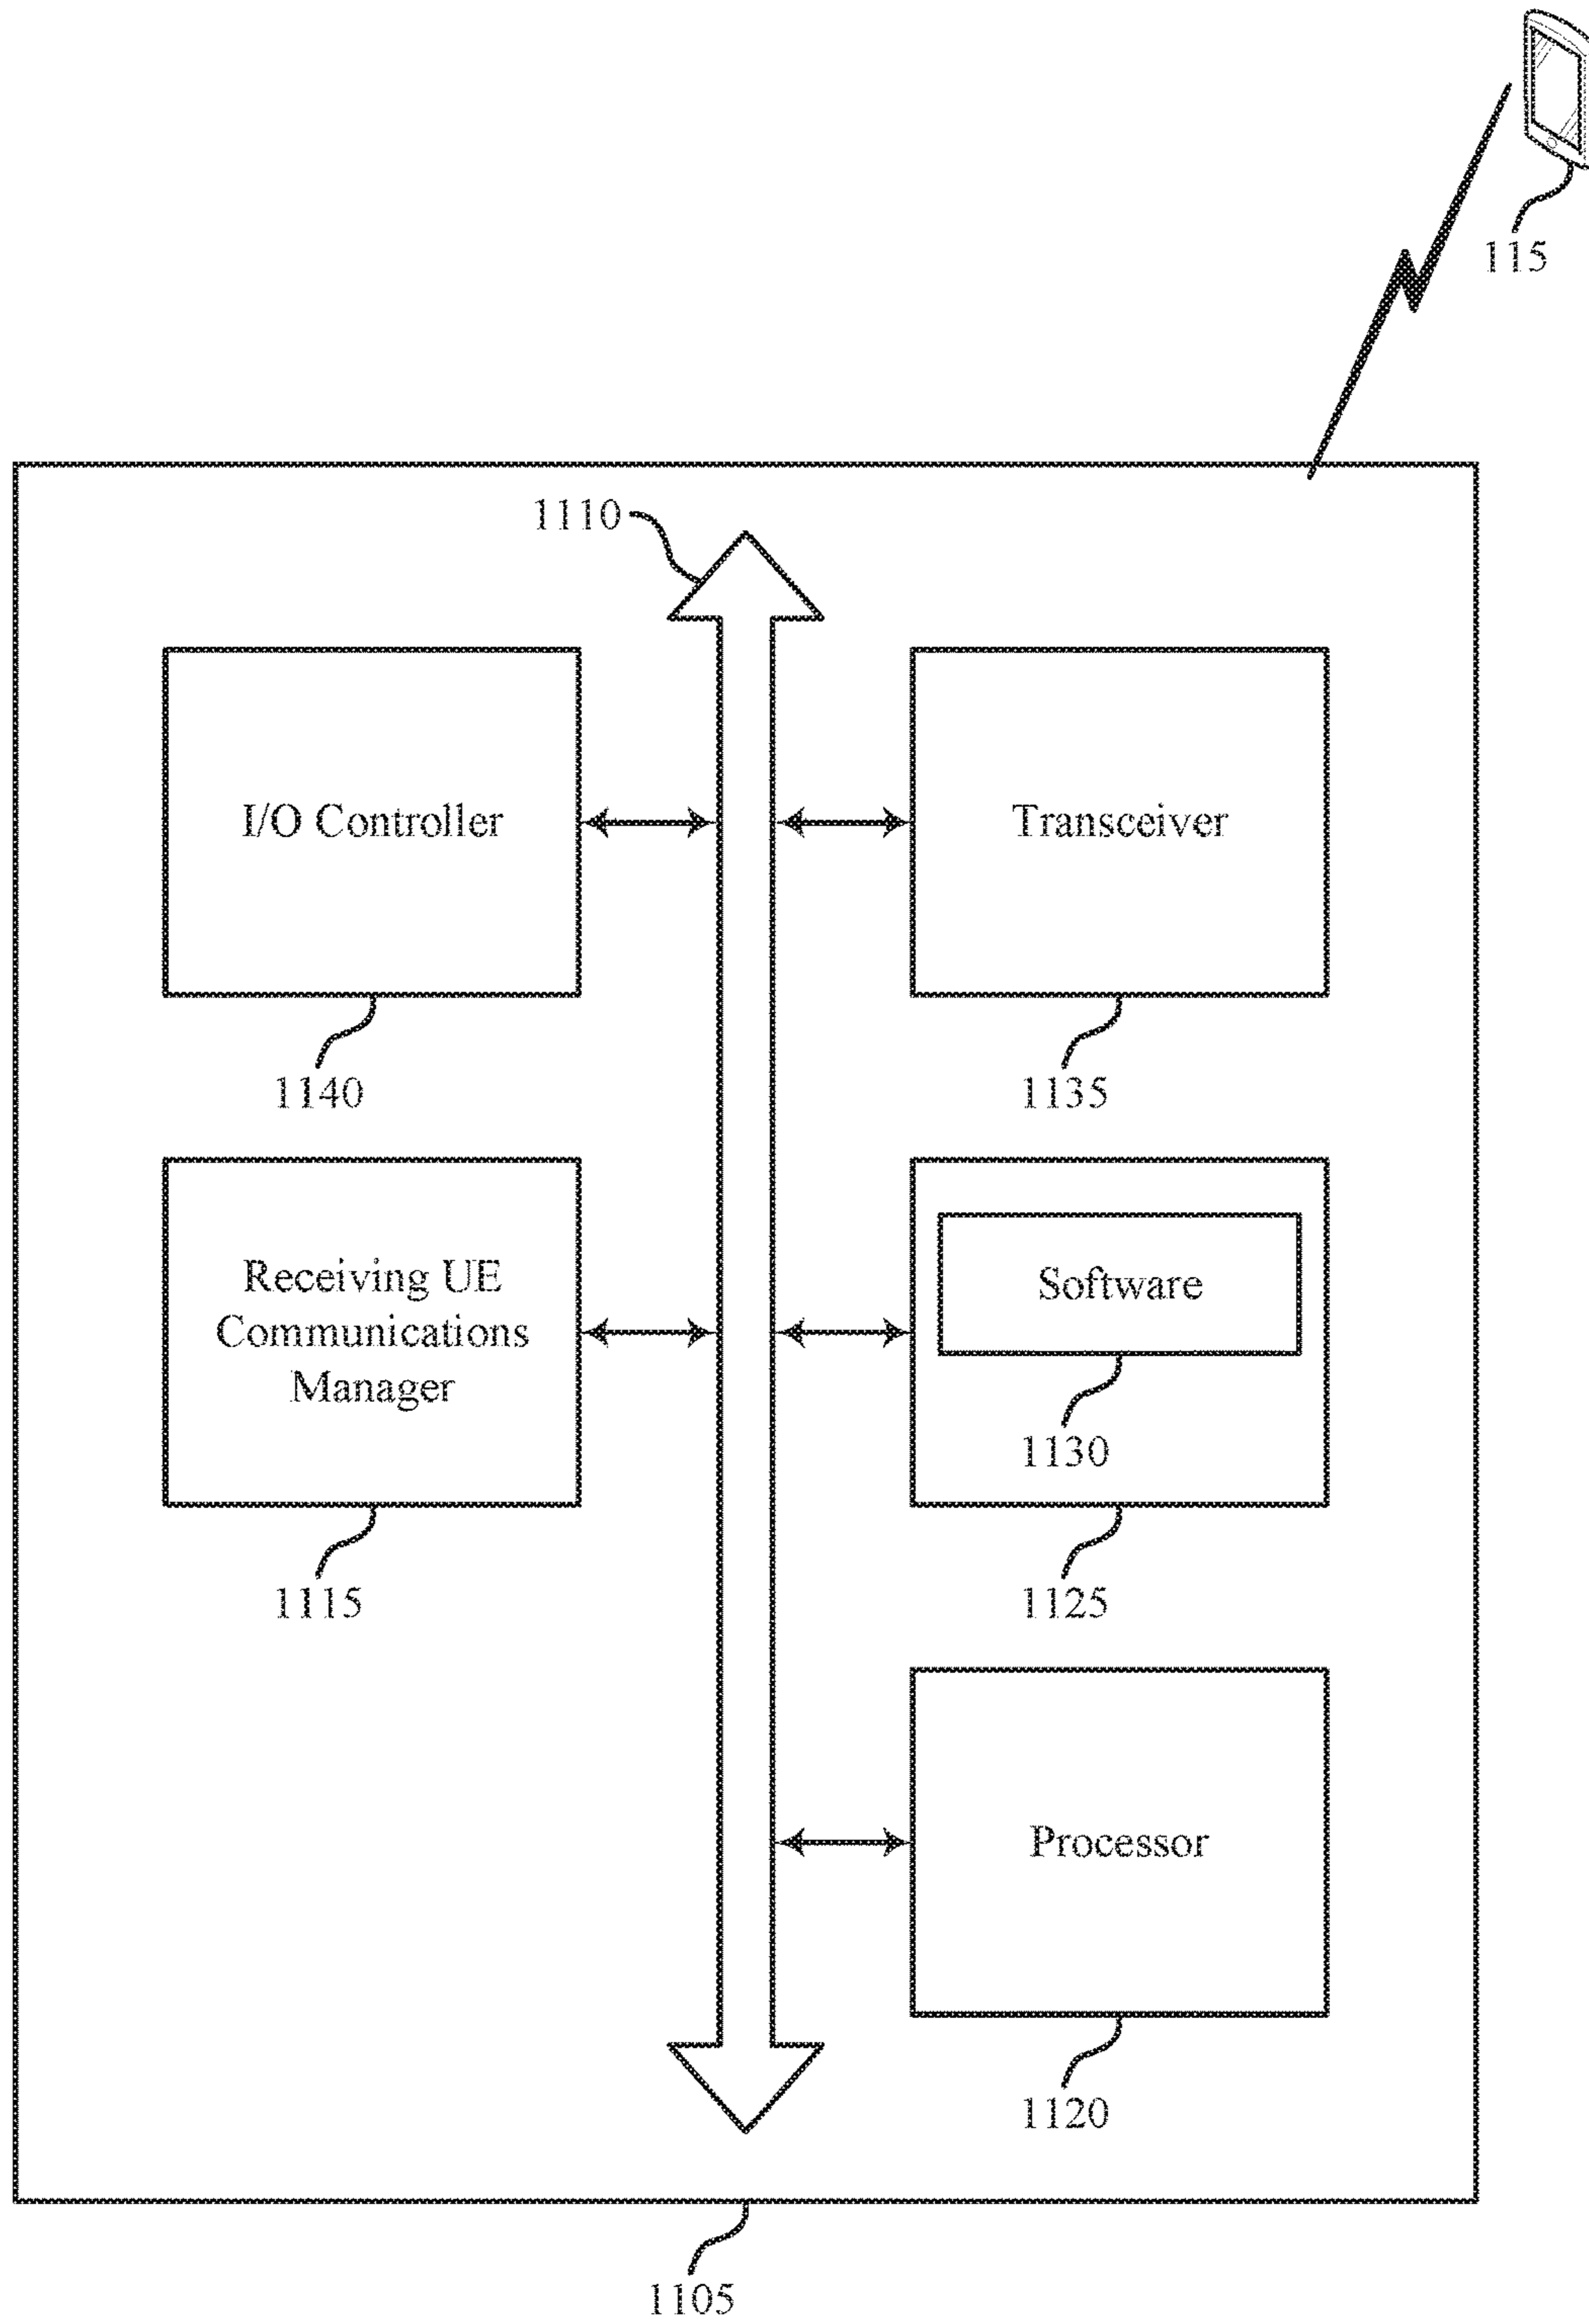 115
1110
I/O Controller
Transceiver
1140
1135
Receiving UE
Communications
Manager
Software
1130
1115
1125
Processor
1120
1105